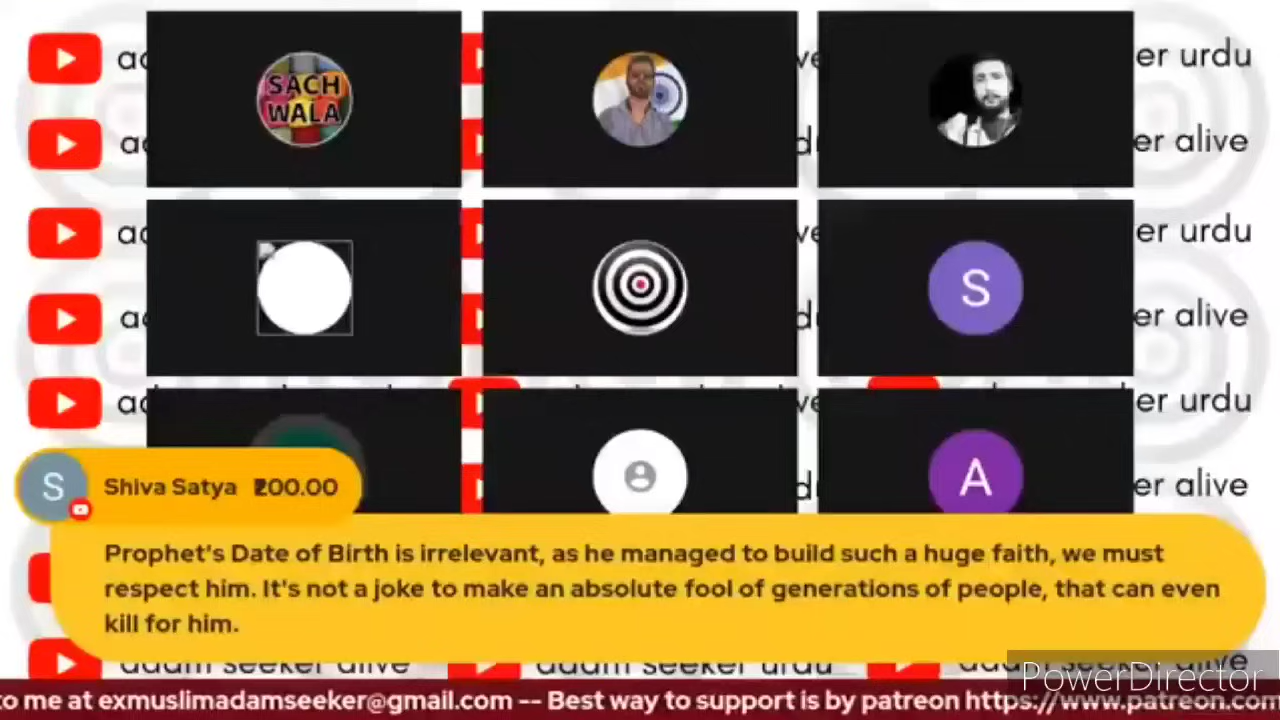 SACH
WALA
er urdu
er alive
er urdu
S
er alive
er urdu
A
er alive
S
Shiva Satya ₹200.00
Prophet's Date of Birth is irrelevant, as he managed to build such a huge faith, we must
respect him. It's not a joke to make an absolute fool of generations of people, that can even
kill for him.
adam seeker alive adam seeker urdu adam seeker alive
PowerDirector
to me at exmuslimadamseeker@gmail.com -- Best way to support is by patreon https://www.patreon.com